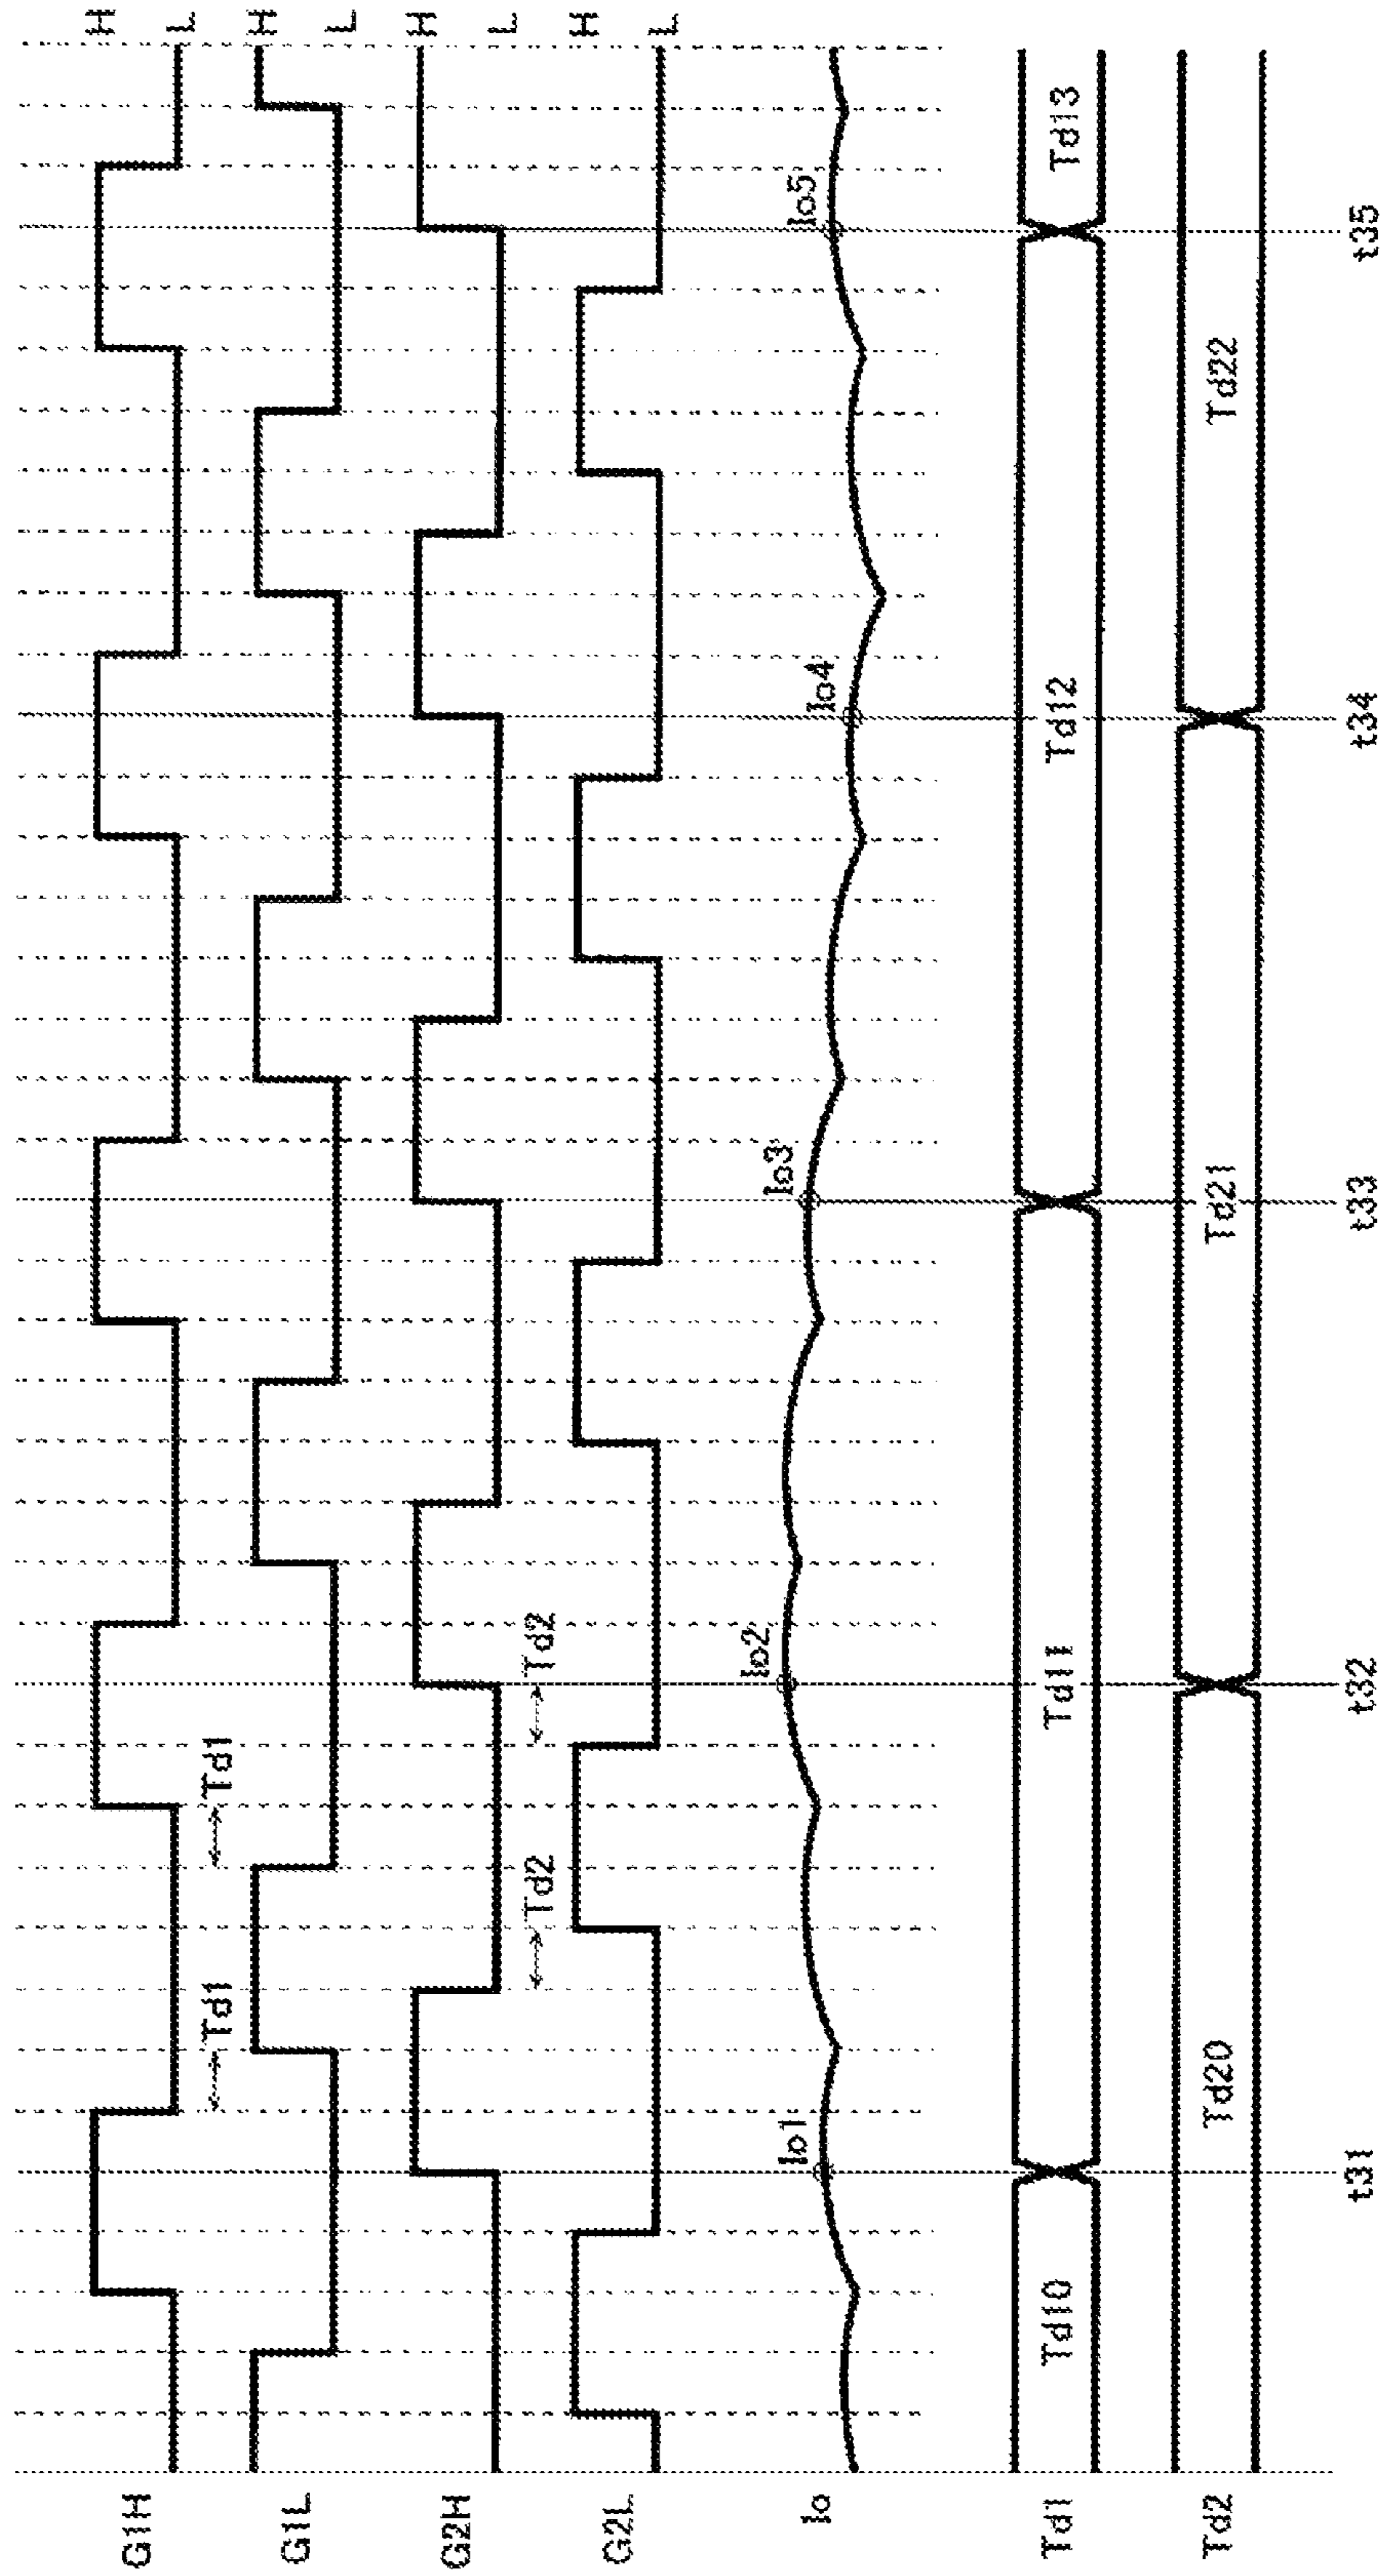 G1H
H
L
Td1
Td1
G1L
H
L
G2H
H
L
Td2
Td2
G2L
H
L
Io
Io1
Io2
Io3
Io4
Io5
Td1
Td10
Td11
Td12
Td13
Td2
Td20
Td21
Td22
t31
t32
t33
t34
t35